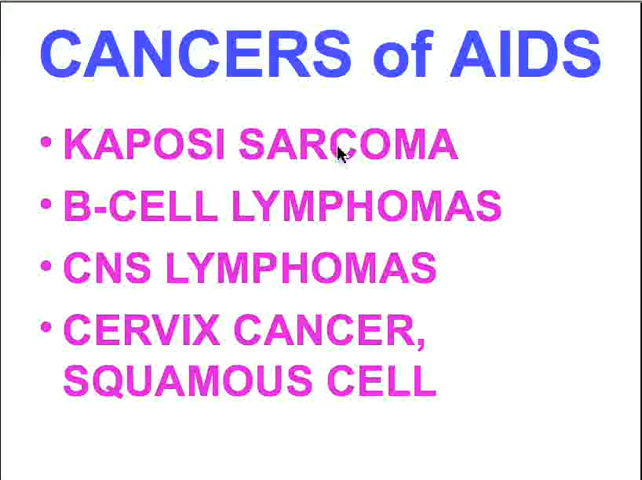 CANCERS of AIDS
• KAPOSI SARCOMA
• B-CELL LYMPHOMAS
• CNS LYMPHOMAS
• CERVIX CANCER,
SQUAMOUS CELL